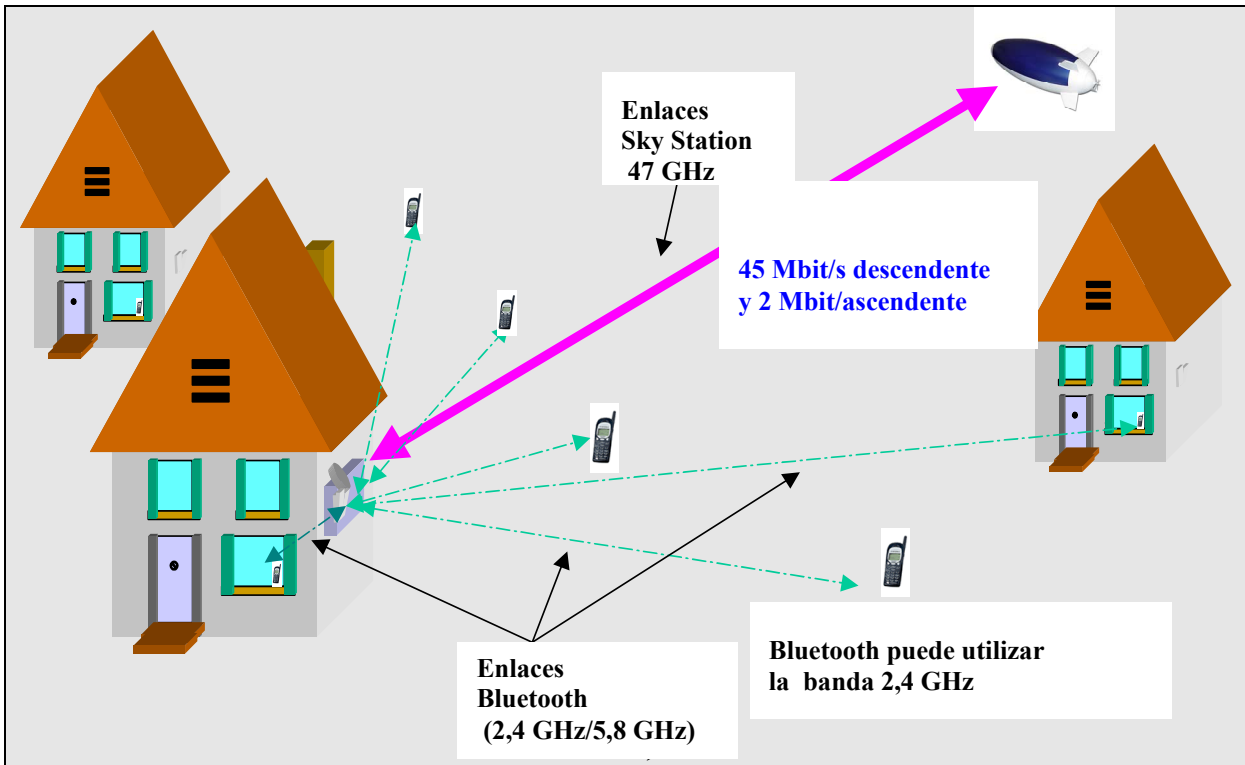 Enlaces
Sky Station
47 GHz
45 Mbit/s descendente
y 2 Mbit/ascendente
Enlaces
Bluetooth
(2,4 GHz/5,8 GHz)
Bluetooth puede utilizar
la banda 2,4 GHz